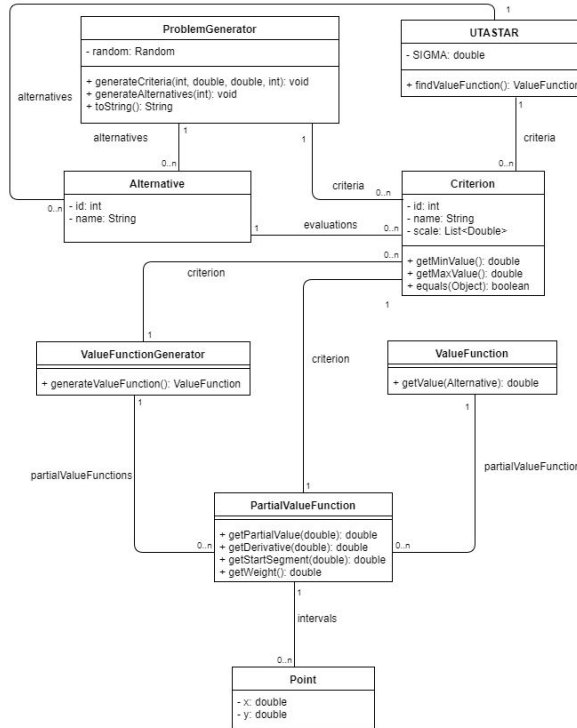 1
ProblemGenerator
- random: Random
+ generateCriteria(int, double, double, int): void
+ generateAlternatives(int): void
+ toString(): String
UTASTAR
- SIGMA: double
+ findValueFunction(): ValueFunction
alternatives
alternatives
1
1
1
criteria
0..n
0..n
criteria
0..n
0..n
Alternative
- id: int
- name: String
1
evaluations
0..n
Criterion
- id: int
- name: String
- scale: List<Double>
+ getMinValue(): double
+ getMaxValue(): double
+ equals(Object): boolean
0..n
criterion
1
1
criterion
ValueFunctionGenerator
+ generateValueFunction(): ValueFunction
ValueFunction
+ getValue(Alternative): double
1
1
partialValueFunctions
partialValueFunction
1
PartialValueFunction
+ getPartialValue(double): double
+ getDerivative(double): double
+ getStartSegment(double): double
+ getWeight(): double
0..n
0..n
1
intervals
0..n
Point
- x: double
- y: double